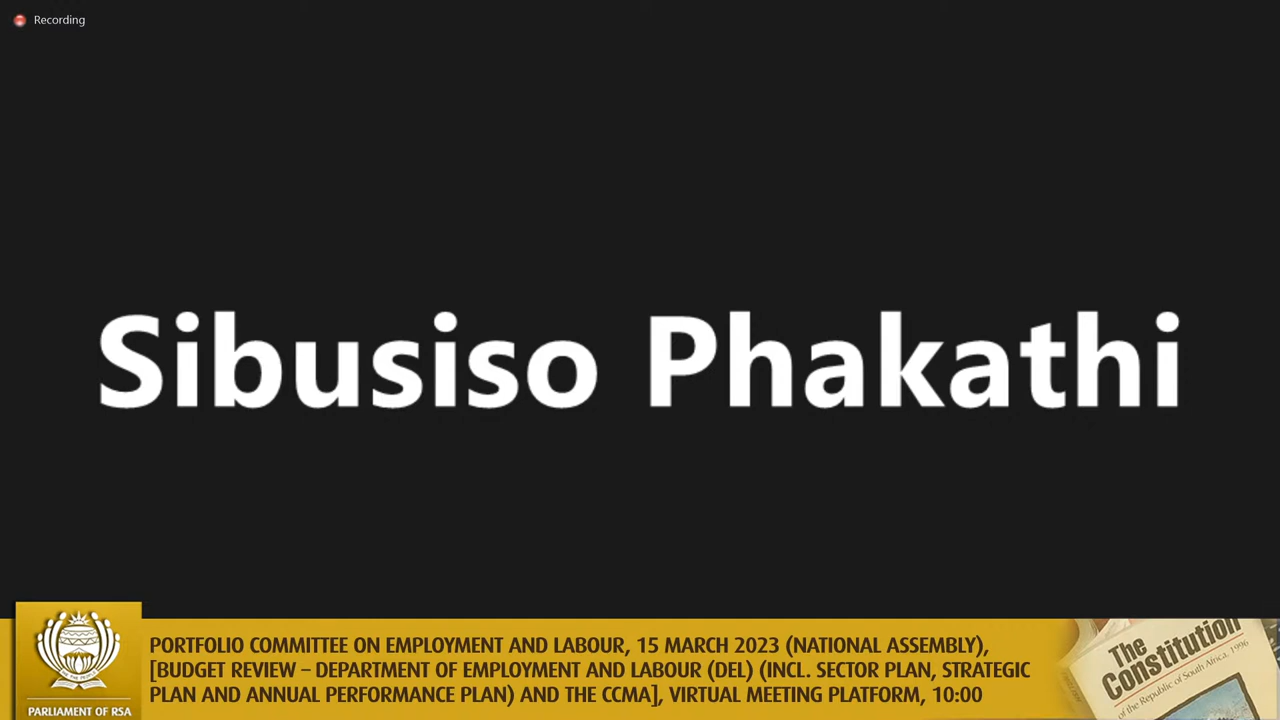 Recording
Sibusiso Phakathi
PORTFOLIO COMMITTEE ON EMPLOYMENT AND LABOUR, 15 MARCH 2023 (NATIONAL ASSEMBLY),
[BUDGET REVIEW – DEPARTMENT OF EMPLOYMENT AND LABOUR (DEL) (INCL. SECTOR PLAN, STRATEGIC
PLAN AND ANNUAL PERFORMANCE PLAN) AND THE CCMA], VIRTUAL MEETING PLATFORM, 10:00
PARLIAMENT OF RSA
The
Constitution
of the Republic of South Africa, 1996